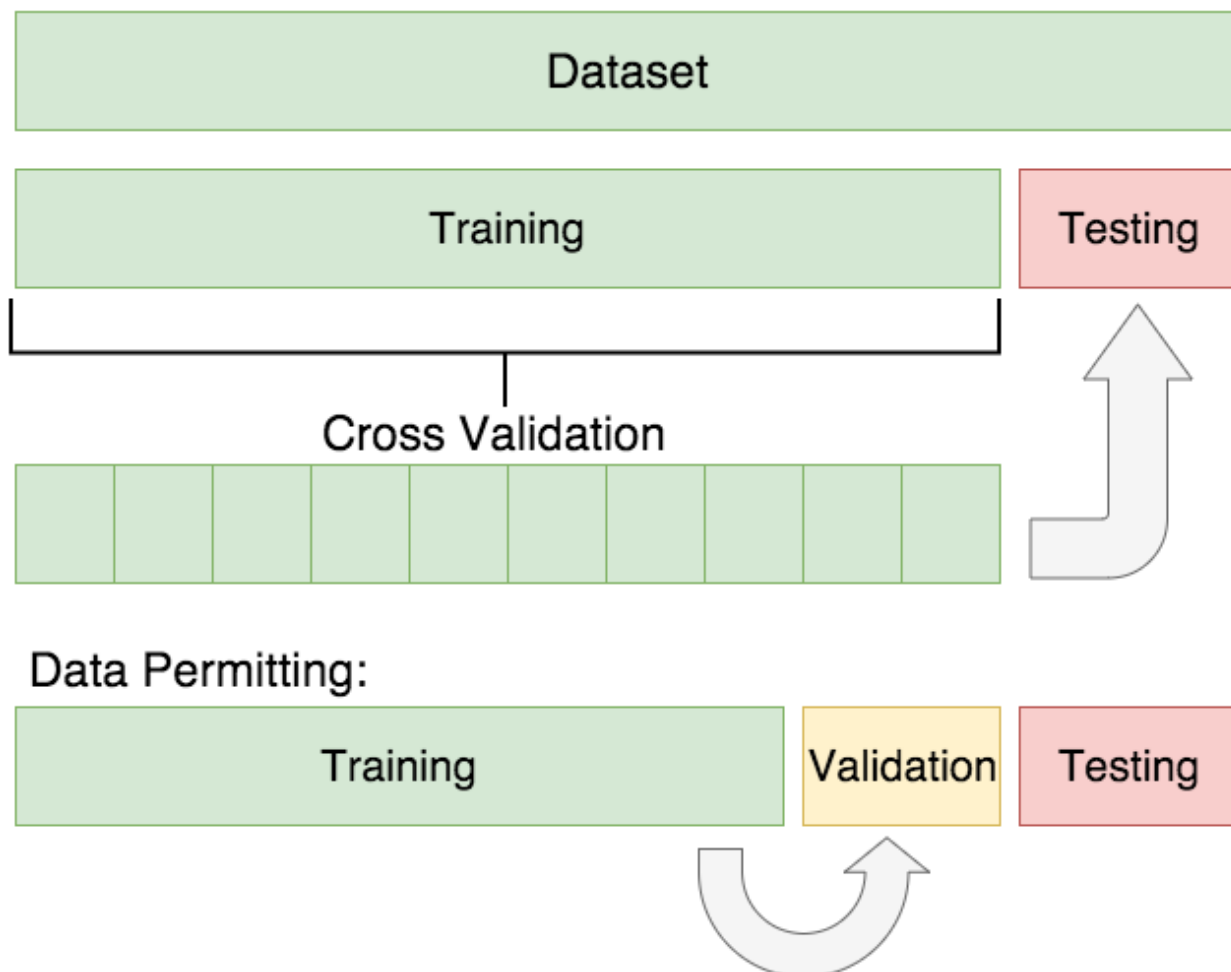 Dataset
Training
Testing
Cross Validation
Data Permitting:
Training
Validation
Testing